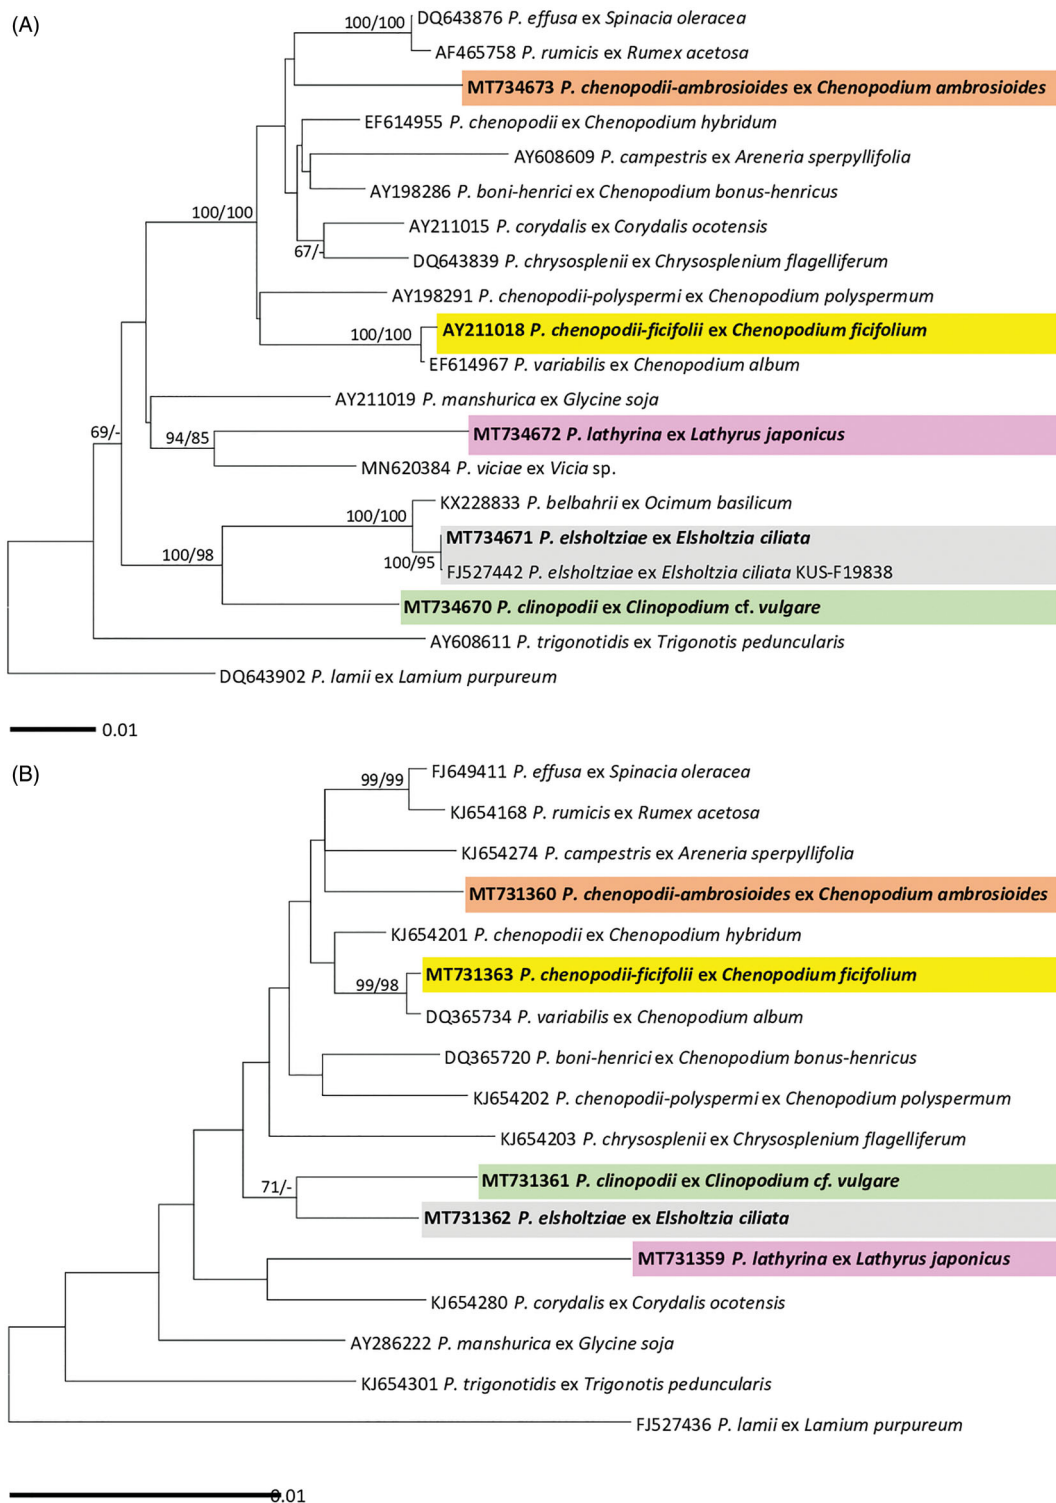 (A)
100/100
DQ643876 P. effusa ex Spinacia oleracea
AF465758 P. rumicis ex Rumex acetosa
MT734673 P. chenopodii-ambrosioides ex Chenopodium ambrosioides
EF614955 P. chenopodii ex Chenopodium hybridum
AY608609 P. campestris ex Areneria sperpyllifolia
AY198286 P. boni-henrici ex Chenopodium bonus-henricus
100/100
AY211015 P. corydalis ex Corydalis ocotensis
67/-
DQ643839 P. chrysosplenii ex Chrysosplenium flagelliferum
AY198291 P. chenopodii-polyspermi ex Chenopodium polyspermum
100/100
AY211018 P. chenopodii-ficifolii ex Chenopodium ficifolium
EF614967 P. variabilis ex Chenopodium album
AY211019 P. manshurica ex Glycine soja
69/-
94/85
MT734672 P. lathyrina ex Lathyrus japonicus
MN620384 P. viciae ex Vicia sp.
KX228833 P. belbahrii ex Ocimum basilicum
100/100
MT734671 P. elsholtziae ex Elsholtzia ciliata
100/98
100/95
FJ527442 P. elsholtziae ex Elsholtzia ciliata KUS-F19838
MT734670 P. clinopodii ex Clinopodium cf. vulgare
AY608611 P. trigonotidis ex Trigonotis peduncularis
DQ643902 P. lamii ex Lamium purpureum
0.01
(B)
99/99
FJ649411 P. effusa ex Spinacia oleracea
KJ654168 P. rumicis ex Rumex acetosa
KJ654274 P. campestris ex Areneria sperpyllifolia
MT731360 P. chenopodii-ambrosioides ex Chenopodium ambrosioides
KJ654201 P. chenopodii ex Chenopodium hybridum
99/98
MT731363 P. chenopodii-ficifolii ex Chenopodium ficifolium
DQ365734 P. variabilis ex Chenopodium album
DQ365720 P. boni-henrici ex Chenopodium bonus-henricus
KJ654202 P. chenopodii-polyspermi ex Chenopodium polyspermum
KJ654203 P. chrysosplenii ex Chrysosplenium flagelliferum
71/-
MT731361 P. clinopodii ex Clinopodium cf. vulgare
MT731362 P. elsholtziae ex Elsholtzia ciliata
MT731359 P. lathyrina ex Lathyrus japonicus
KJ654280 P. corydalis ex Corydalis ocotensis
AY286222 P. manshurica ex Glycine soja
KJ654301 P. trigonotidis ex Trigonotis peduncularis
FJ527436 P. lamii ex Lamium purpureum
0.01